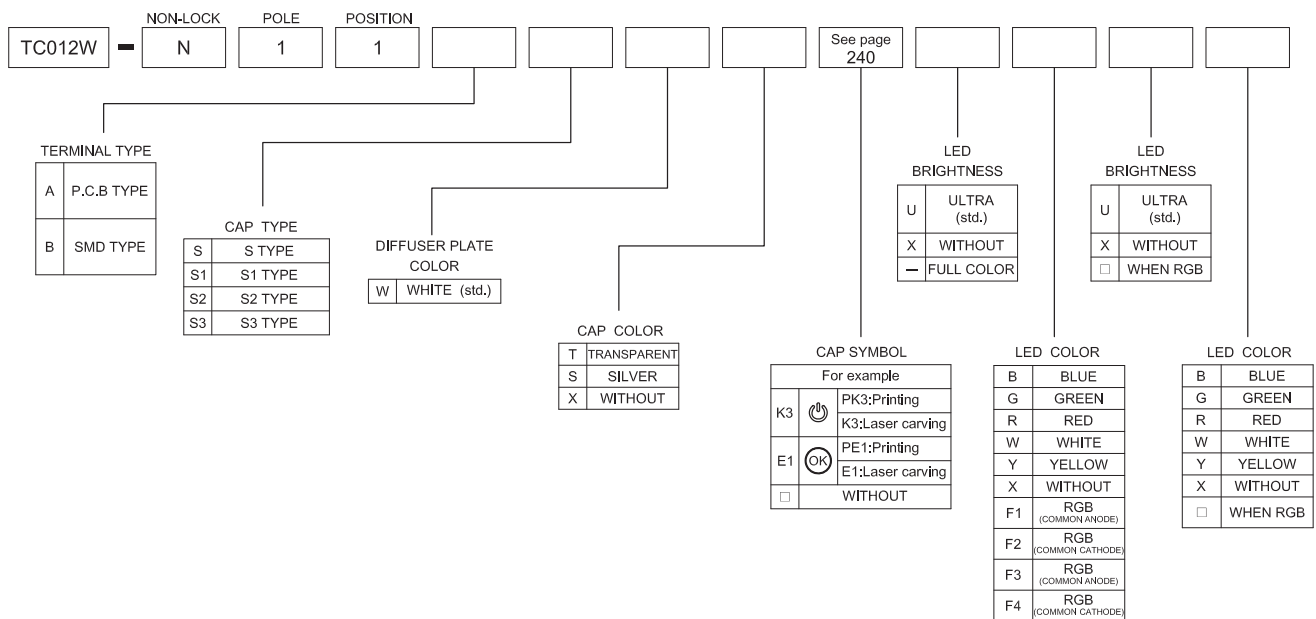 NON-LOCK POLE POSITION
TC012W – N 1 1 See page
240
TERMINAL TYPE
A P.C.B TYPE
B SMD TYPE
CAP TYPE
S S TYPE
S1 S1 TYPE
S2 S2 TYPE
S3 S3 TYPE
DIFFUSER PLATE
COLOR
W WHITE (std.)
CAP COLOR
T TRANSPARENT
S SILVER
X WITHOUT
CAP SYMBOL
For example
K3 PK3:Printing
K3:Laser carving
E1 OK PE1:Printing
E1:Laser carving
□ WITHOUT
LED
BRIGHTNESS
U ULTRA
(std.)
X WITHOUT
– FULL COLOR
LED COLOR
B BLUE
G GREEN
R RED
W WHITE
Y YELLOW
X WITHOUT
F1 RGB
(COMMON ANODE)
F2 RGB
(COMMON CATHODE)
F3 RGB
(COMMON ANODE)
F4 RGB
(COMMON CATHODE)
LED
BRIGHTNESS
U ULTRA
(std.)
X WITHOUT
□ WHEN RGB
LED COLOR
B BLUE
G GREEN
R RED
W WHITE
Y YELLOW
X WITHOUT
□ WHEN RGB